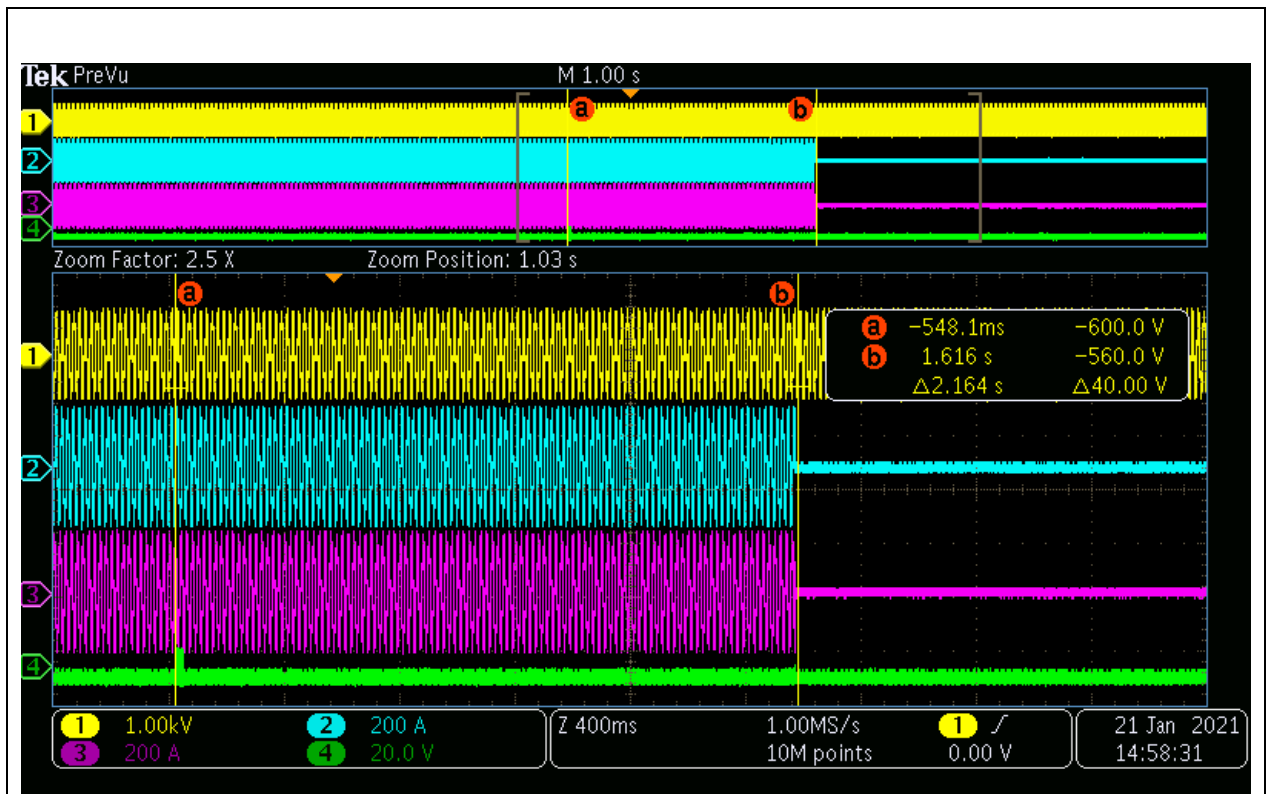 Tek PreVu M 1.00 s
a b
1
2
3
4
Zoom Factor: 2.5 X Zoom Position: 1.03 s
a b
a -548.1ms -600.0 V
b 1.616 s -560.0 V
Δ2.164 s Δ40.00 V
1
2
3
4
1 1.00kV 2 200 A Z 400ms 1.00MS/s 1 / 21 Jan 2021
3 200 A 4 20.0 V 10M points 0.00 V 14:58:31